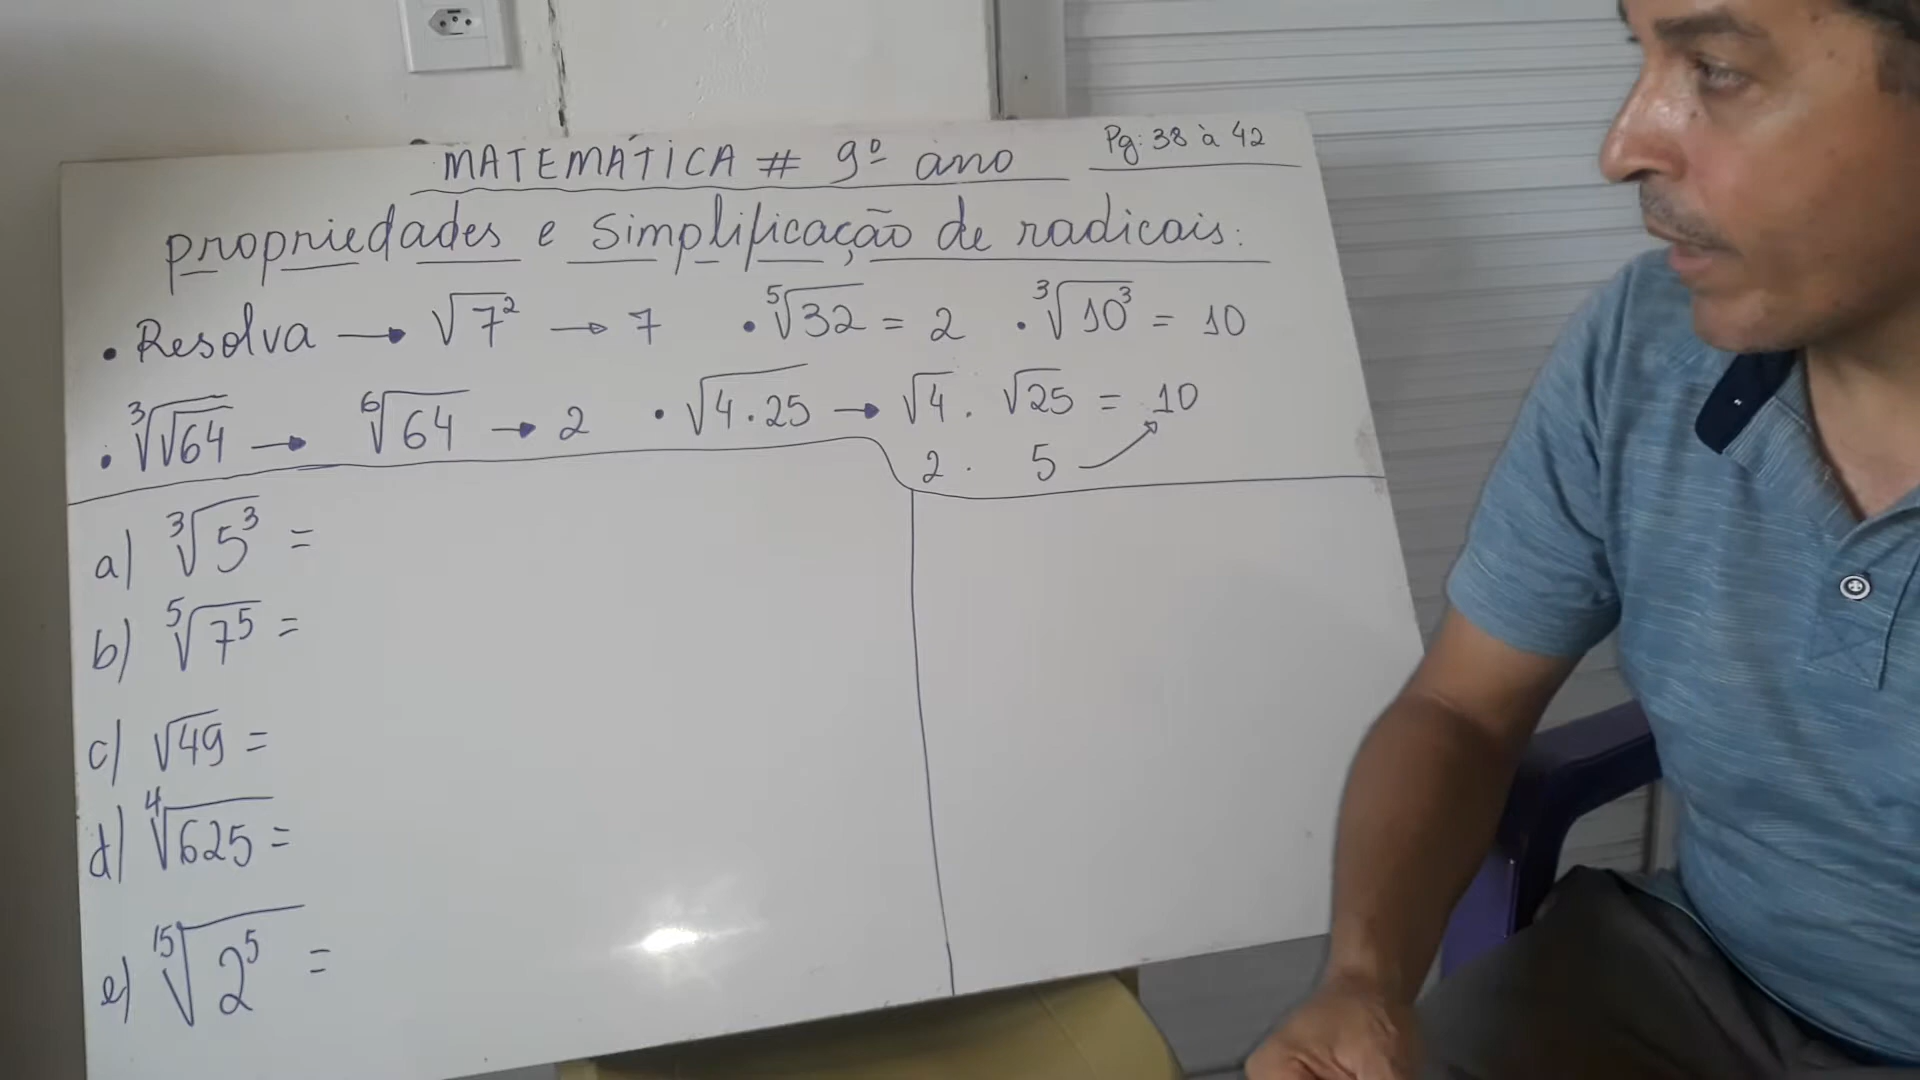 MATEMÁTICA # 9º ano
Pg: 38 à 42
propriedades e Simplificação de radicais:
• Resolva → √7² → 7 • ⁵√32 = 2 • ³√10³ = 10
• ³√√64 → ⁶√64 → 2 • √4·25 → √4 . √25 = 10
2 . 5
a) ³√5³ =
b) ⁵√7⁵ =
c) √49 =
d) ⁴√625 =
e) ¹⁵√2⁵ =